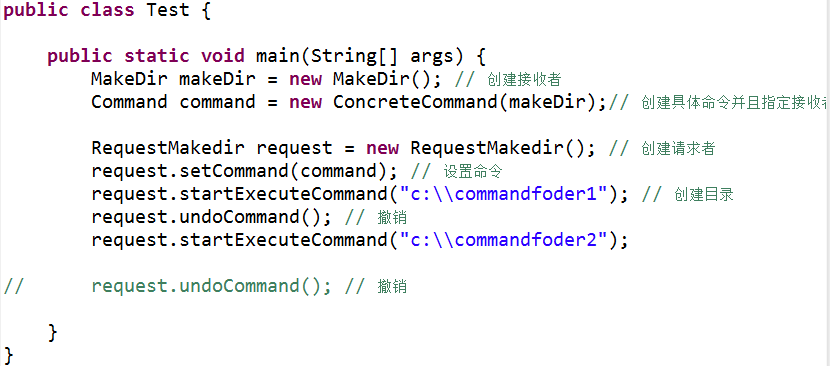 public class Test {
public static void main(String[] args) {
MakeDir makeDir = new MakeDir(); // 创建接收者
Command command = new ConcreteCommand(makeDir);// 创建具体命令并且指定接收者
RequestMakedir request = new RequestMakedir(); // 创建请求者
request.setCommand(command); // 设置命令
request.startExecuteCommand("c:\\commandfoder1"); // 创建目录
request.undoCommand(); // 撤销
request.startExecuteCommand("c:\\commandfoder2");
// request.undoCommand(); // 撤销
}
}